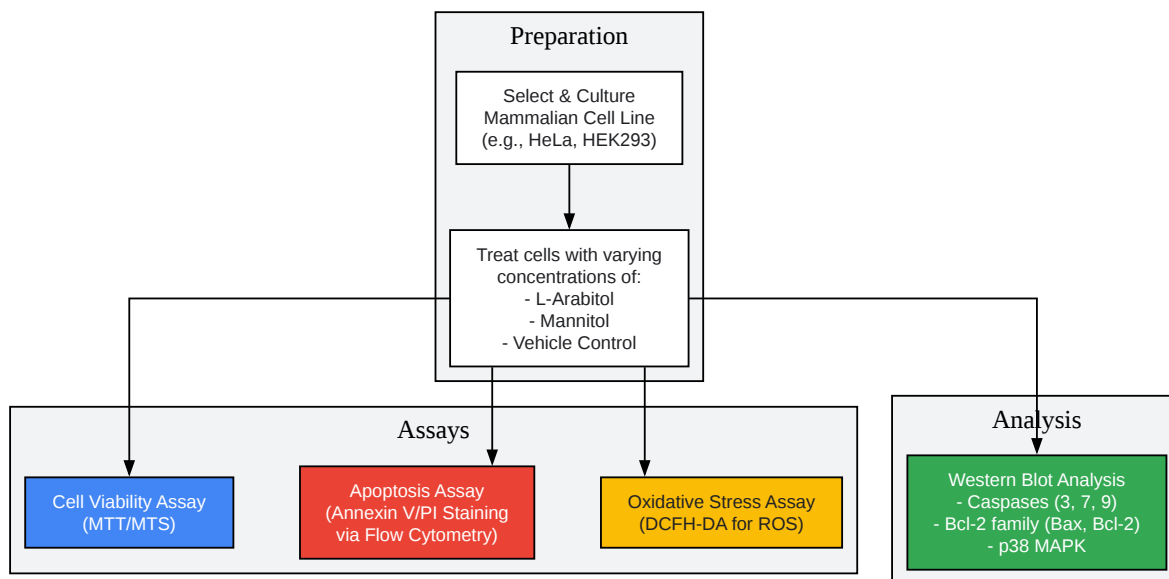 Preparation
Select & Culture
Mammalian Cell Line
(e.g., HeLa, HEK293)
Treat cells with varying
concentrations of:
- L-Arabitol
- Mannitol
- Vehicle Control
Assays
Cell Viability Assay
(MTT/MTS)
Apoptosis Assay
(Annexin V/PI Staining
via Flow Cytometry)
Oxidative Stress Assay
(DCFH-DA for ROS)
Analysis
Western Blot Analysis
- Caspases (3, 7, 9)
- Bcl-2 family (Bax, Bcl-2)
- p38 MAPK